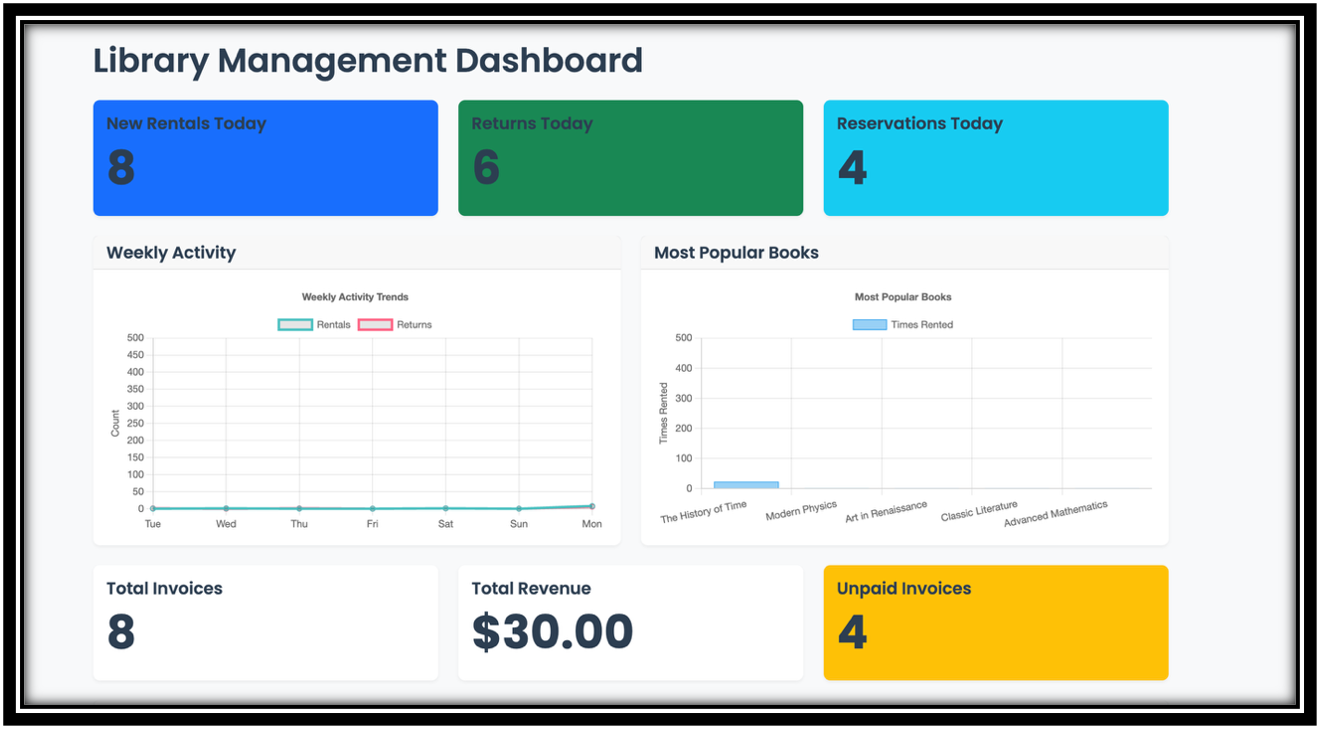 Library Management Dashboard
New Rentals Today
8
Returns Today
6
Reservations Today
4
Weekly Activity
Weekly Activity Trends
Rentals Returns
500
450
400
350
300
250
200
150
100
50
0
Count
Tue Wed Thu Fri Sat Sun Mon
Most Popular Books
Most Popular Books
Times Rented
500
400
300
200
100
0
Times Rented
The History of Time
Modern Physics
Art in Renaissance
Classic Literature
Advanced Mathematics
Total Invoices
8
Total Revenue
$30.00
Unpaid Invoices
4